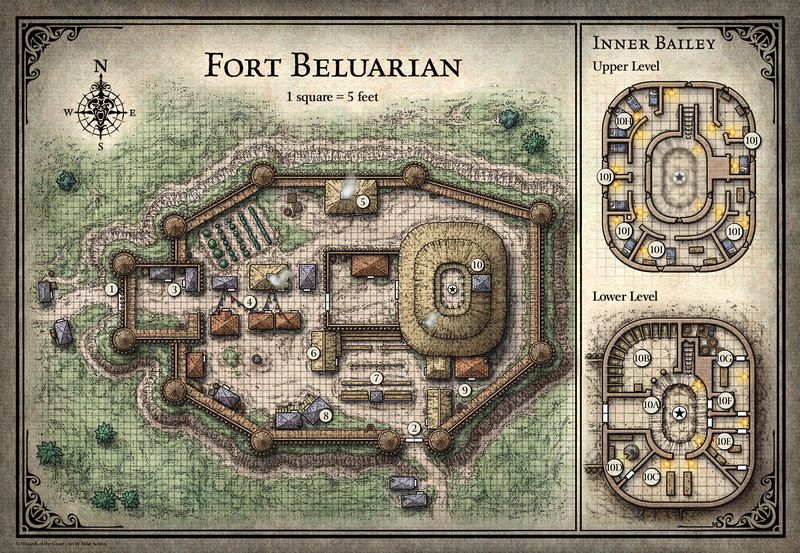 FORT BELUARIAN
1 square = 5 feet
N
W
E
S
1
2
3
4
5
6
7
8
9
10
INNER BAILEY
Upper Level
10H
10J
10J
10J
10I
10I
Lower Level
10B
10G
10A
10F
10E
10D
10C
© Wizards of the Coast / Art by Mike Schley